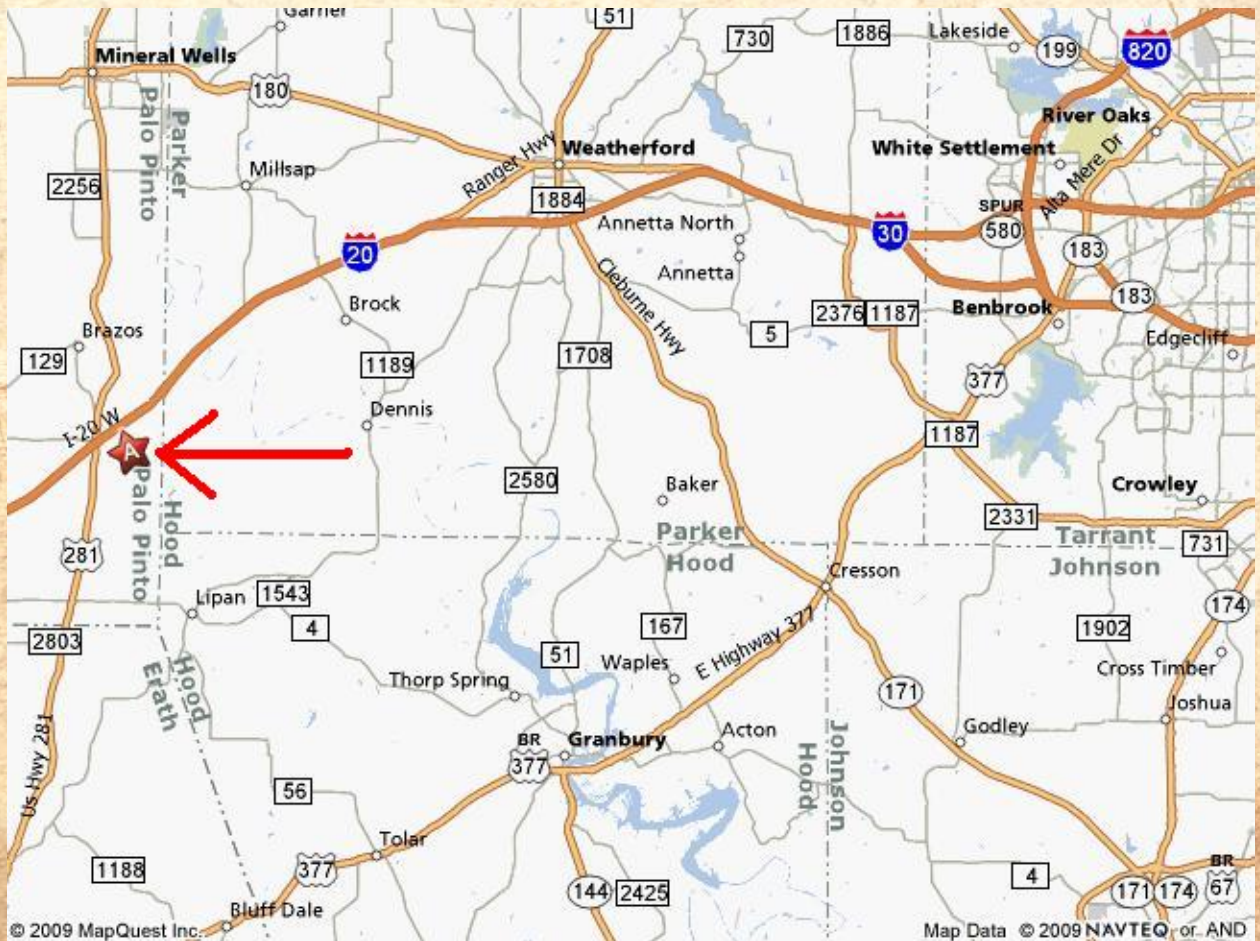 Garner
51
730
1886
Lakeside
199
820
Mineral Wells
180
River Oaks
Palo Pinto
Parker
Ranger Hwy
Weatherford
White Settlement
Alta Mere Dr
2256
Millsap
1884
SPUR
580
Annetta North
30
183
20
Annetta
Cleburne Hwy
183
Brock
2376
1187
Benbrook
Brazos
5
Edgecliff
129
1189
1708
377
I-20 W
Dennis
A
1187
2580
Baker
Crowley
Palo Pinto
Hood
Parker
Hood
2331
Tarrant
Johnson
731
281
Cresson
Lipan
1543
174
4
167
E Highway 377
1902
2803
51
Waples
Cross Timber
Hood
Erath
Thorp Spring
171
Joshua
Us Hwy 281
BR
377
Granbury
Acton
Johnson
Hood
Godley
56
Tolar
1188
377
144
2425
4
171
174
BR
67
Bluff Dale
© 2009 MapQuest Inc.
Map Data © 2009 NAVTEQ or AND